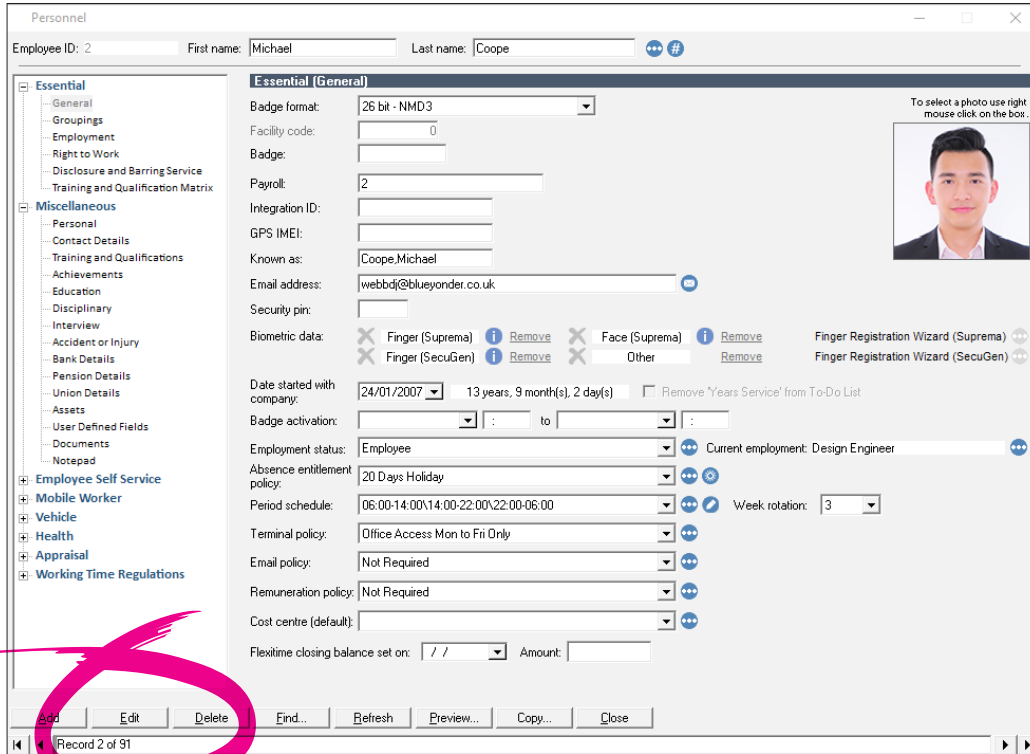 Personnel
Employee ID: 2 First name: Michael Last name: Coope
Essential
General
Groupings
Employment
Right to Work
Disclosure and Barring Service
Training and Qualification Matrix
Miscellaneous
Personal
Contact Details
Training and Qualifications
Achievements
Education
Disciplinary
Interview
Accident or Injury
Bank Details
Pension Details
Union Details
Assets
User Defined Fields
Documents
Notepad
Employee Self Service
Mobile Worker
Vehicle
Health
Appraisal
Working Time Regulations
Essential (General)
Badge format: 26 bit - NMD3
To select a photo use right
mouse click on the box.
Facility code: 0
Badge:
Payroll: 2
Integration ID:
GPS IMEI:
Known as: Coope,Michael
Email address: webbdj@blueyonder.co.uk
Security pin:
Biometric data: Finger (Suprema) Remove Face (Suprema) Remove Finger Registration Wizard (Suprema)
Finger (SecuGen) Remove Other Remove Finger Registration Wizard (SecuGen)
Date started with
company: 24/01/2007 13 years, 9 month(s), 2 day(s) Remove 'Years Service' from To-Do List
Badge activation: : to :
Employment status: Employee Current employment: Design Engineer
Absence entitlement
policy: 20 Days Holiday
Period schedule: 06:00-14:00\14:00-22:00\22:00-06:00 Week rotation: 3
Terminal policy: Office Access Mon to Fri Only
Email policy: Not Required
Remuneration policy: Not Required
Cost centre (default):
Flexitime closing balance set on: / / Amount:
Add Edit Delete Find... Refresh Preview... Copy... Close
Record 2 of 91